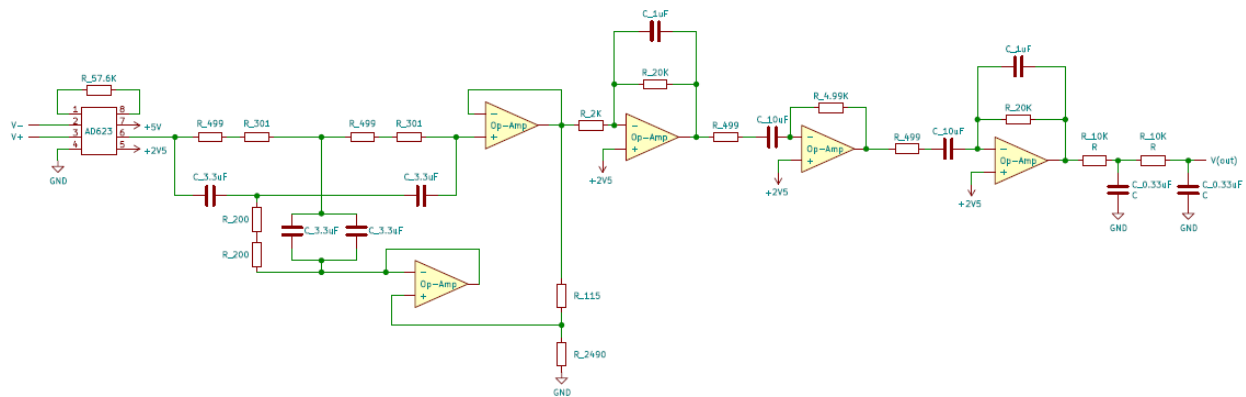 R_57.6K
1
2
3
4
AD623
8
7
6
5
V-
V+
+5V
+2V5
GND
R_499
R_301
R_499
R_301
C_3.3uF
C_3.3uF
R_200
R_200
C_3.3uF
C_3.3uF
Op-Amp
Op-Amp
R_115
R_2490
GND
C_1uF
R_20K
R_2K
Op-Amp
+2V5
R_499
C_10uF
R_4.99K
Op-Amp
+2V5
R_499
C_10uF
C_1uF
R_20K
Op-Amp
+2V5
R_10K
R
R_10K
R
V(out)
C_0.33uF
C
GND
C_0.33uF
C
GND